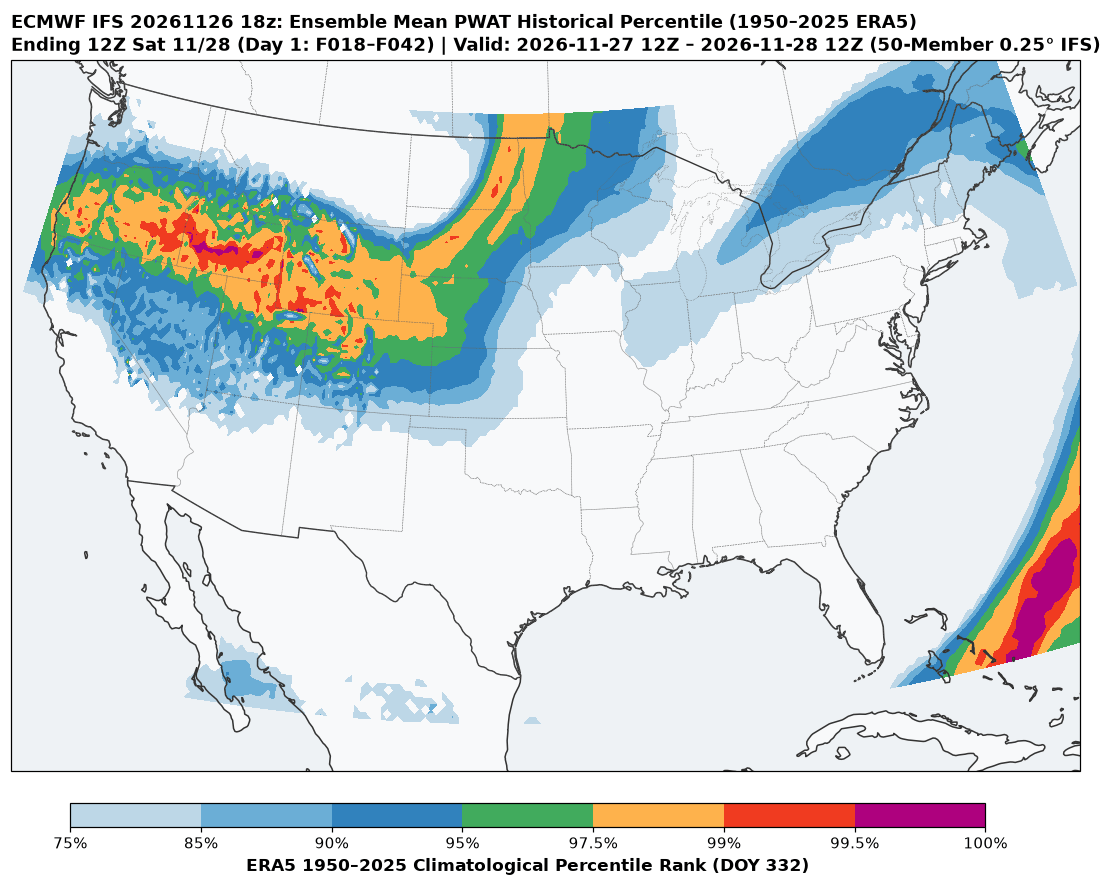 ECMWF IFS 20261126 18z: Ensemble Mean PWAT Historical Percentile (1950–2025 ERA5)
Ending 12Z Sat 11/28 (Day 1: F018–F042) | Valid: 2026-11-27 12Z – 2026-11-28 12Z (50-Member 0.25° IFS)
75% 85% 90% 95% 97.5% 99% 99.5% 100%
ERA5 1950–2025 Climatological Percentile Rank (DOY 332)